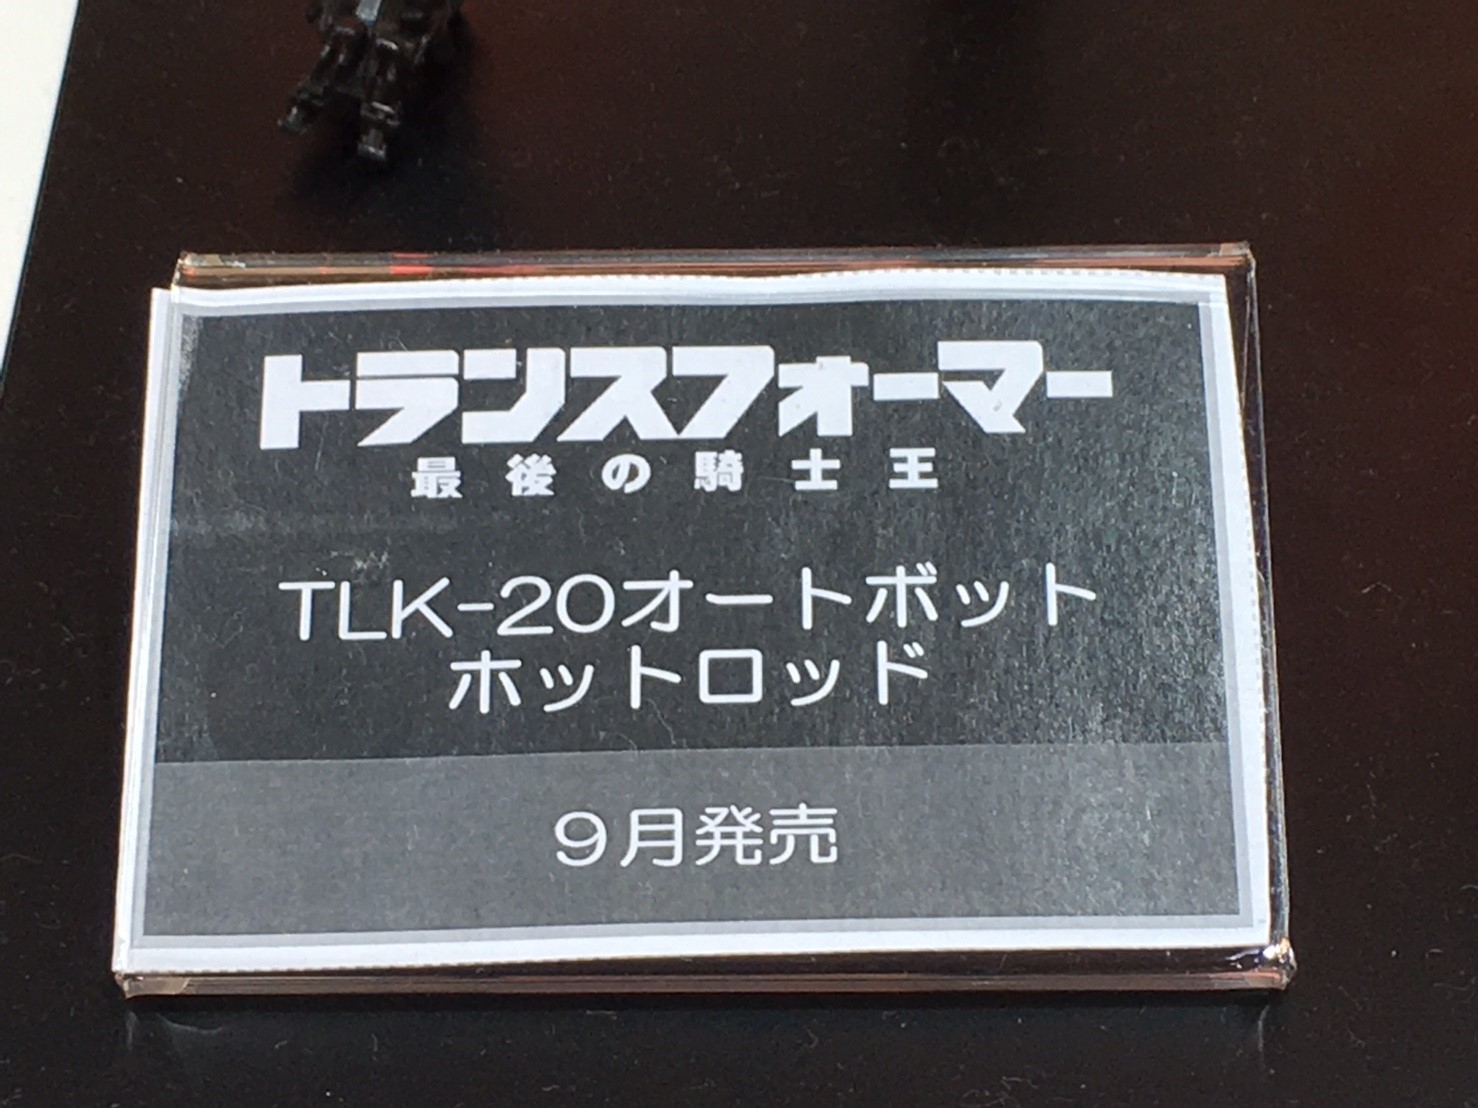 トランスフォーマー
最後の騎士王
TLK-20オートボット
ホットロッド
9月発売